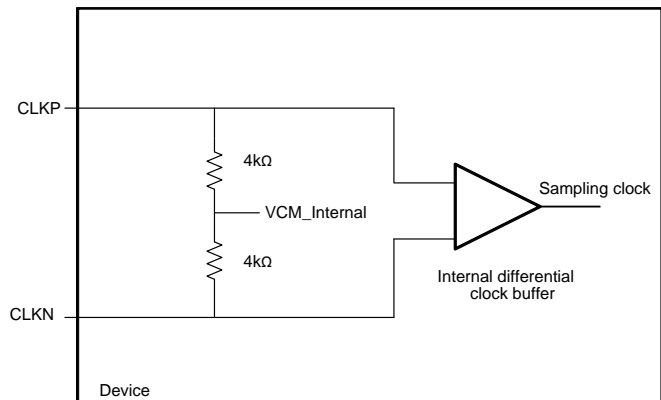 CLKP
4kΩ
VCM_Internal
4kΩ
CLKN
Sampling clock
Internal differential
clock buffer
Device